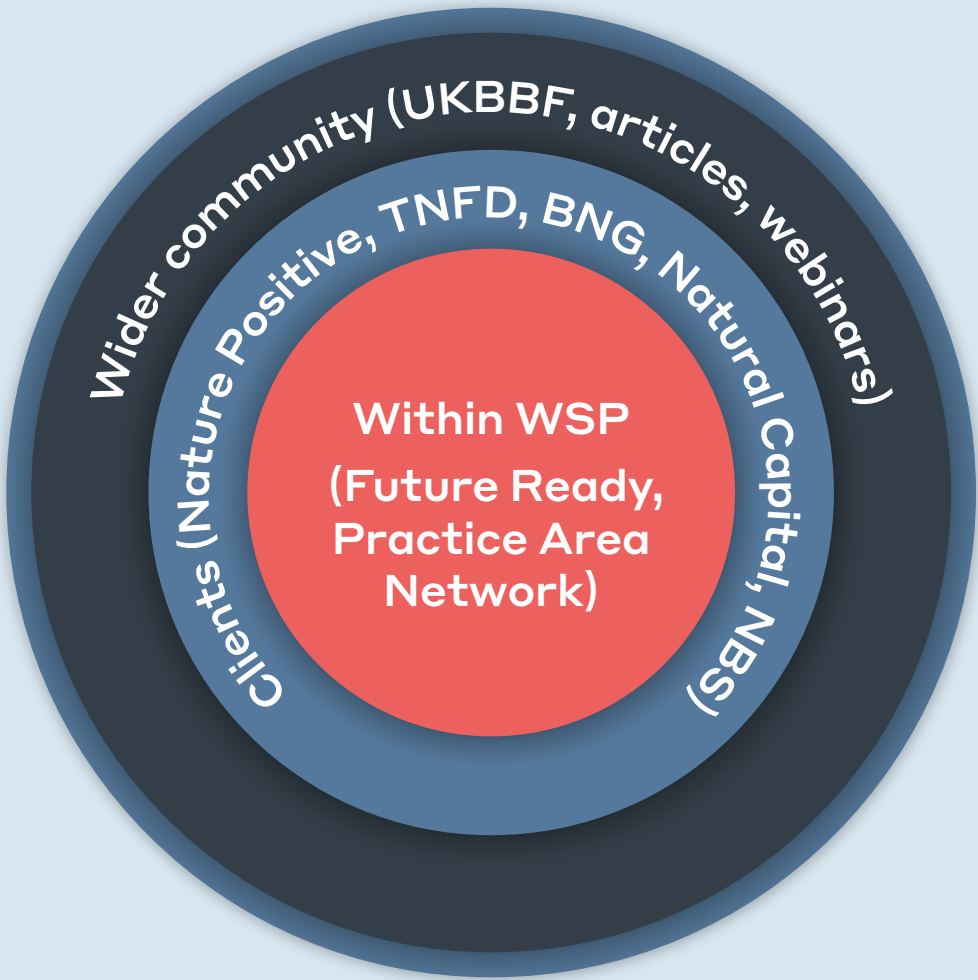 Wider community (UKBBF, articles, webinars)
Clients (Nature Positive, TNFD, BNG, Natural Capital, NBS)
Within WSP
(Future Ready,
Practice Area
Network)